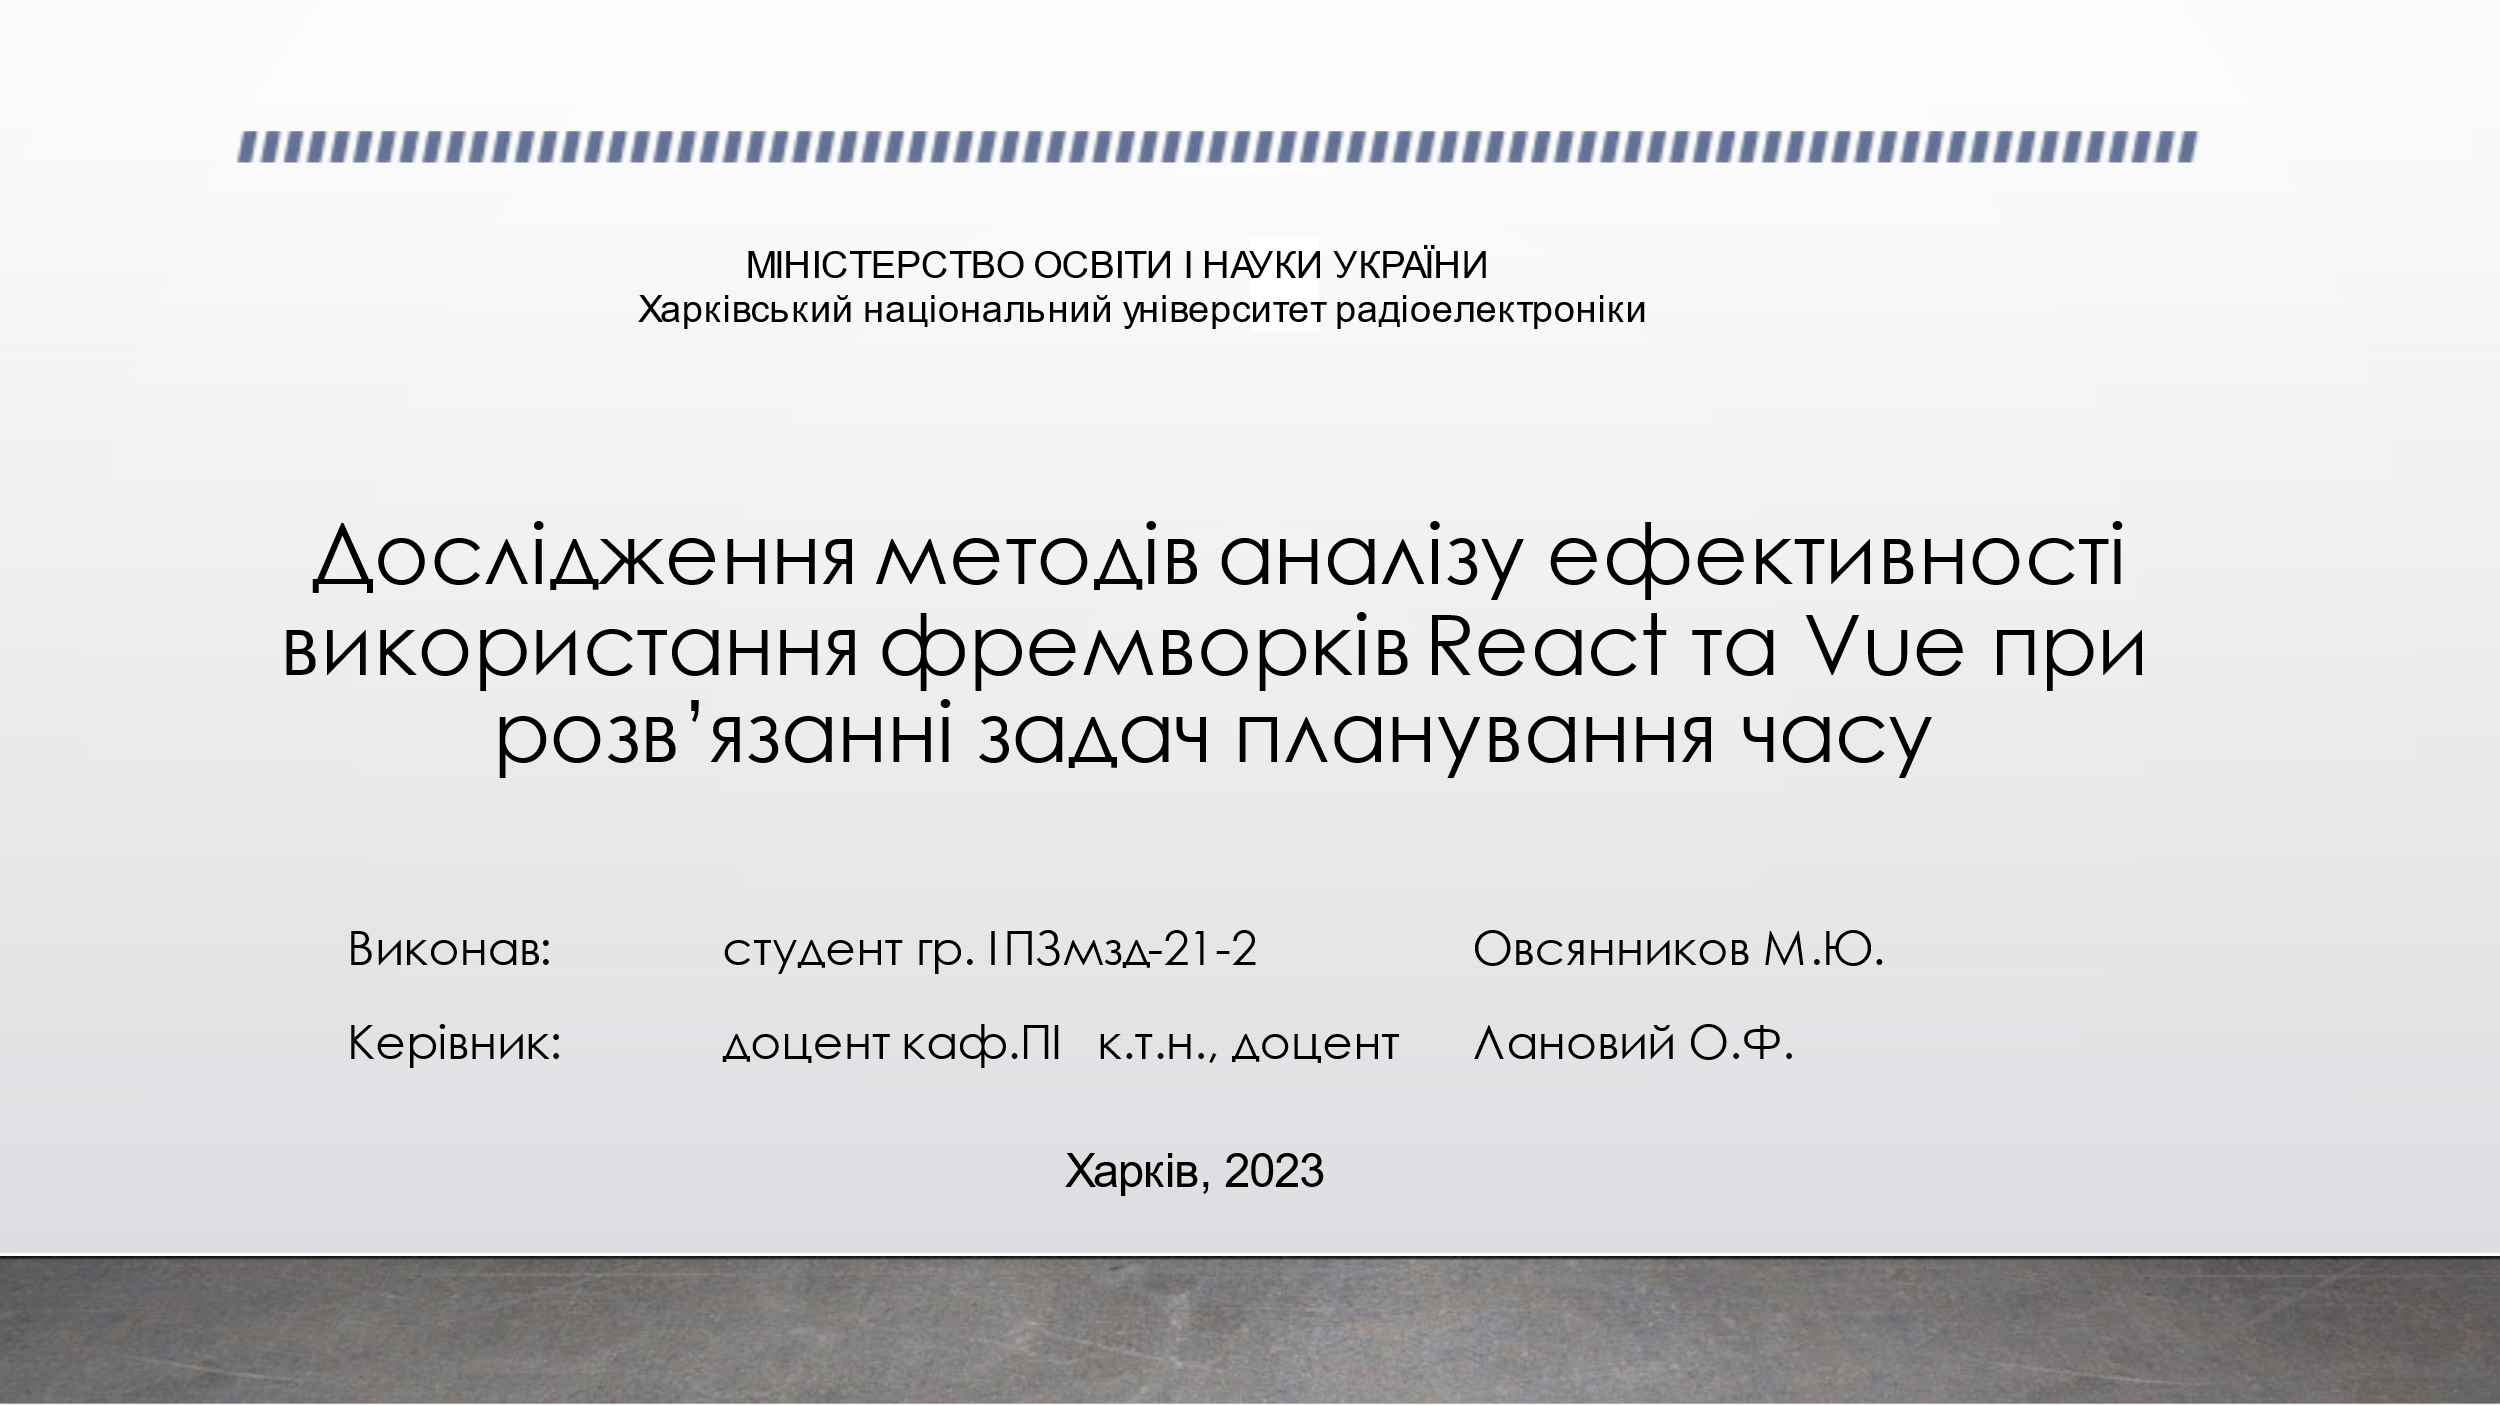 МІНІСТЕРСТВО ОСВІТИ І НАУКИ УКРАЇНИ
Харківський національний університет радіоелектроніки
Дослідження методів аналізу ефективності
використання фремворків React та Vue при
розв’язанні задач планування часу
Виконав: студент гр. ІПЗмзд-21-2 Овсянников М.Ю.
Керівник: доцент каф.ПІ к.т.н., доцент Лановий О.Ф.
Харків, 2023